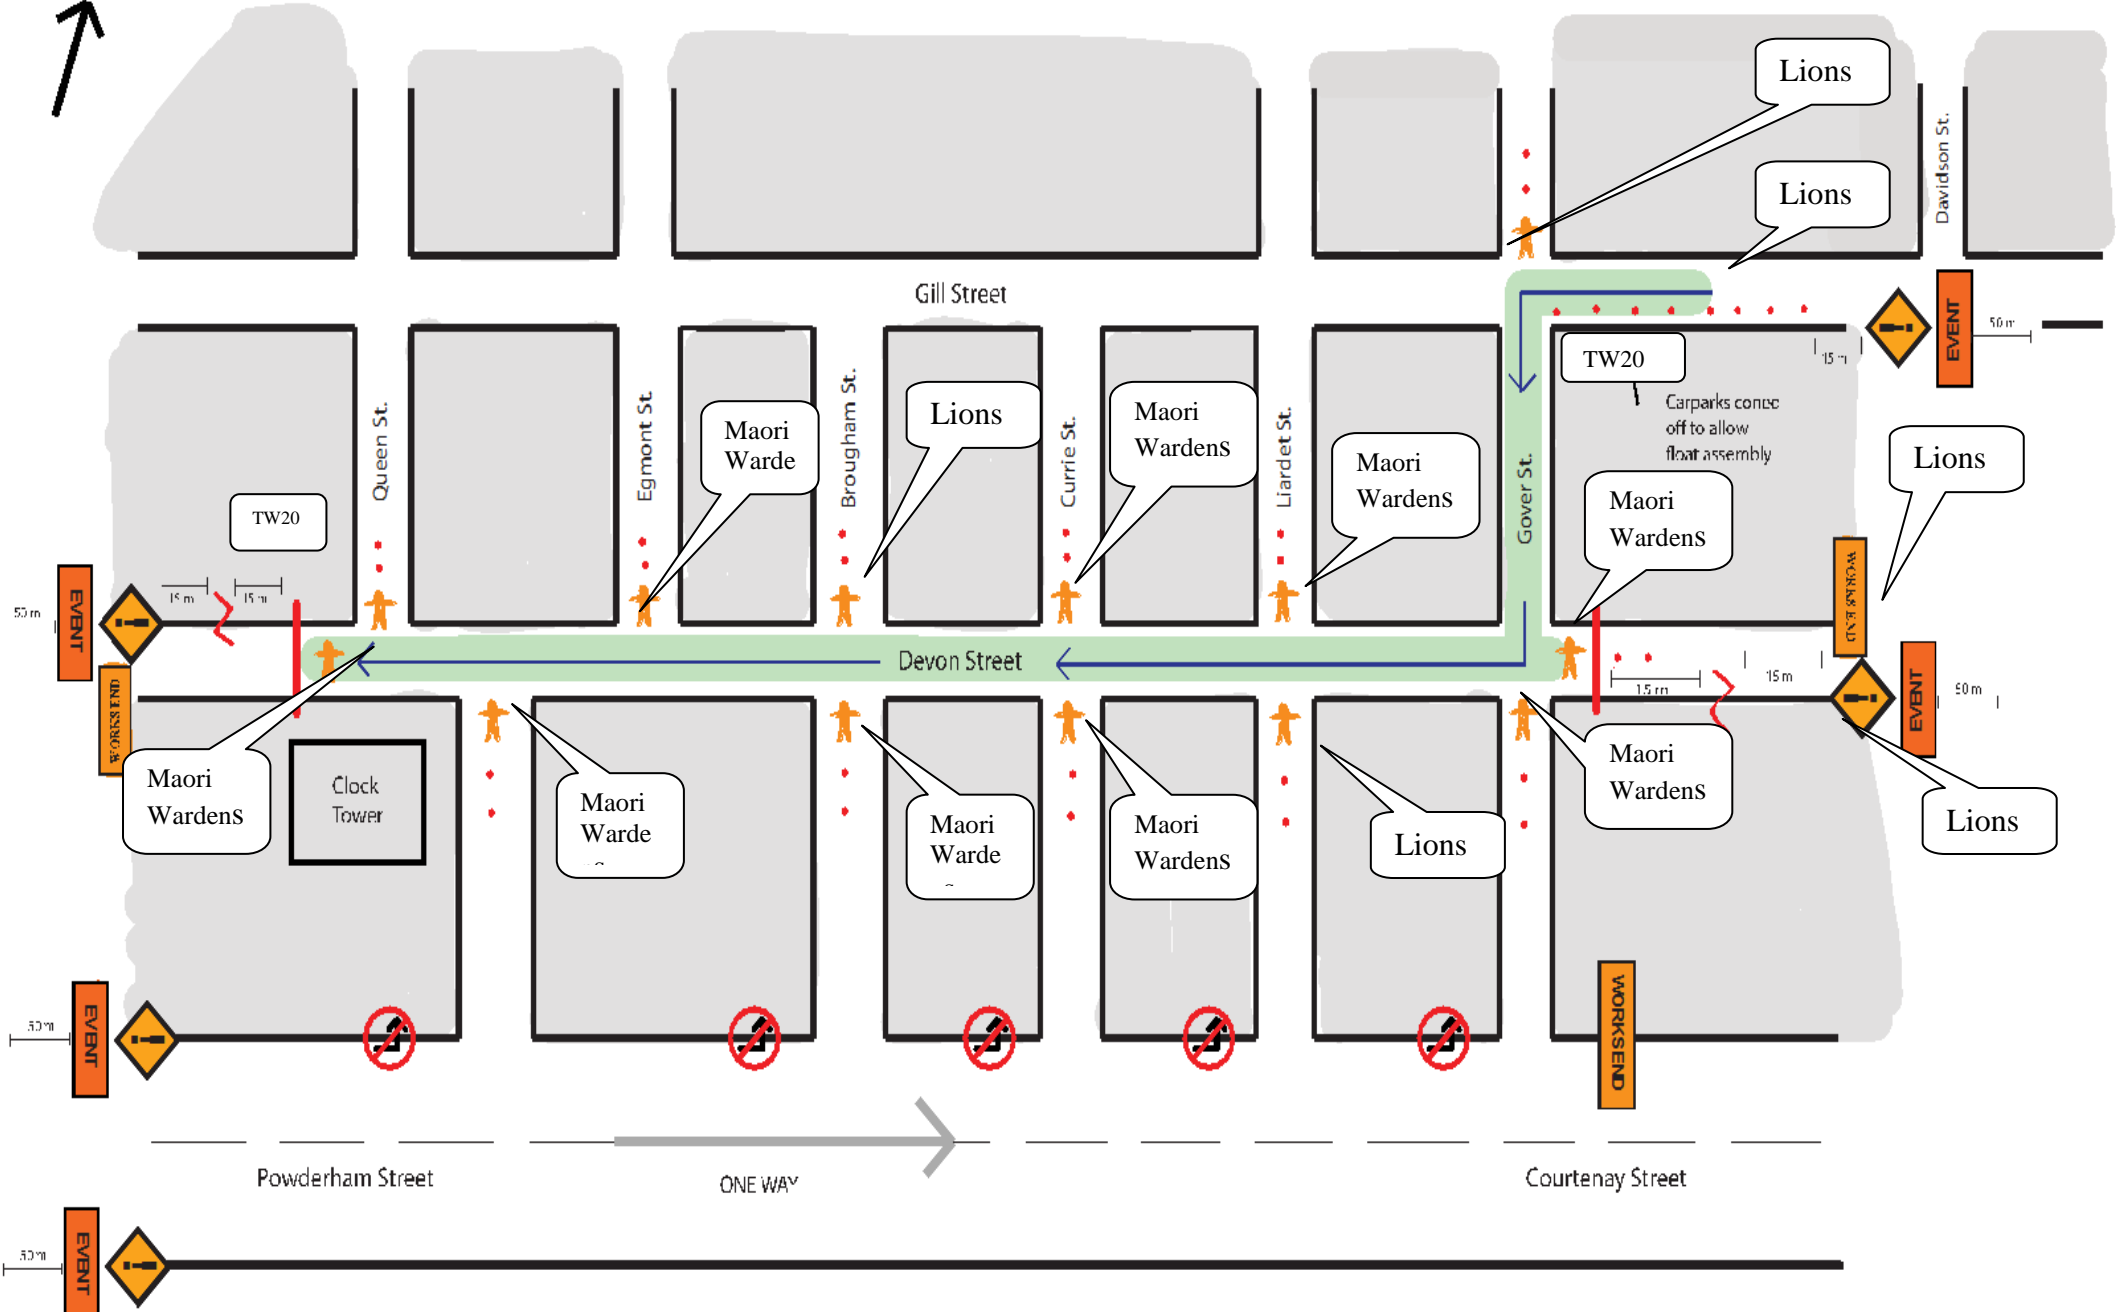 Lions
Lions
Davidson St.
Gill Street
EVENT
50 m
TW20
15 m
Carparks coned
off to allow
float assembly
Queen St.
Egmont St.
Maori
Warde
Brougham St.
Lions
Currie St.
Maori
Wardens
Liardet St.
Maori
Wardens
Gover St.
Maori
Wardens
Lions
WORKS END
TW20
15 m
15 m
50 m
EVENT
WORKS END
Devon Street
15 m
15 m
EVENT
50 m
Maori
Wardens
Clock
Tower
Maori
Warde
Maori
Warde
Maori
Wardens
Lions
Maori
Wardens
Lions
50 m
EVENT
WORKS END
Powderham Street
ONE WAY
Courtenay Street
50 m
EVENT